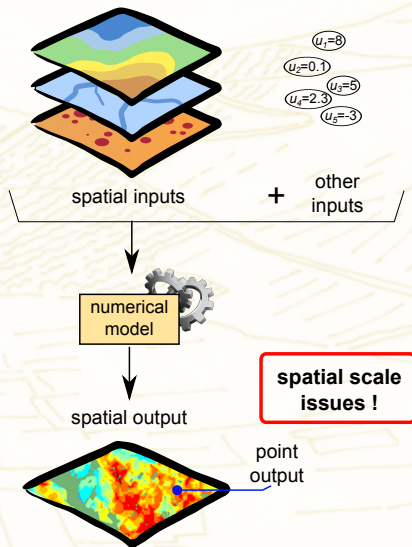 u₁=8
u₂=0.1
u₃=5
u₄=2.3
u₅=-3
spatial inputs
+
other
inputs
numerical
model
spatial scale
issues !
spatial output
point
output